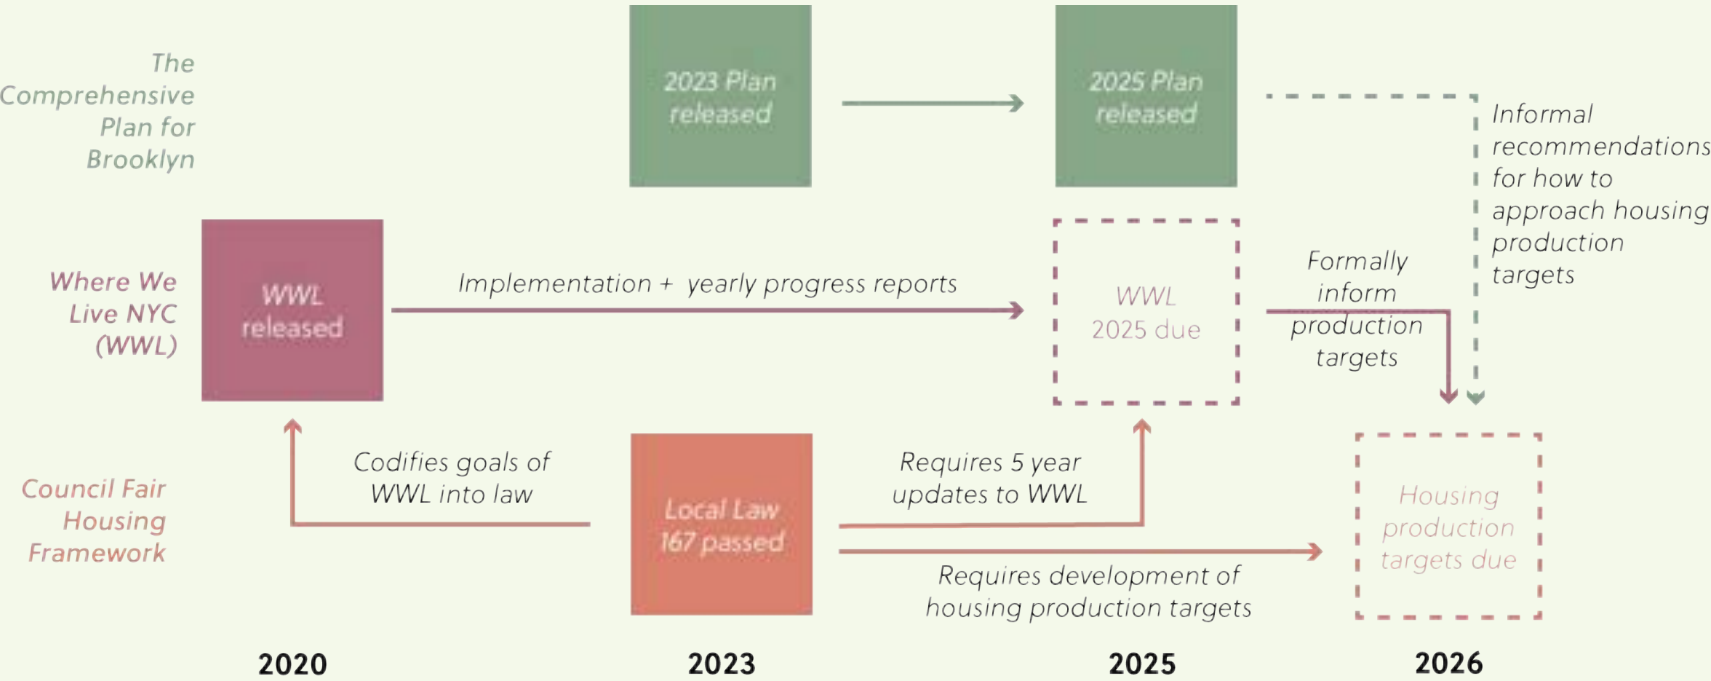 The
Comprehensive
Plan for
Brooklyn
2023 Plan
released
2025 Plan
released
Informal
recommendations
for how to
approach housing
production
targets
Where We
Live NYC
(WWL)
WWL
released
Implementation + yearly progress reports
WWL
2025 due
Formally
inform
production
targets
Council Fair
Housing
Framework
Codifies goals of
WWL into law
Local Law
167 passed
Requires 5 year
updates to WWL
Requires development of
housing production targets
Housing
production
targets due
2020
2023
2025
2026